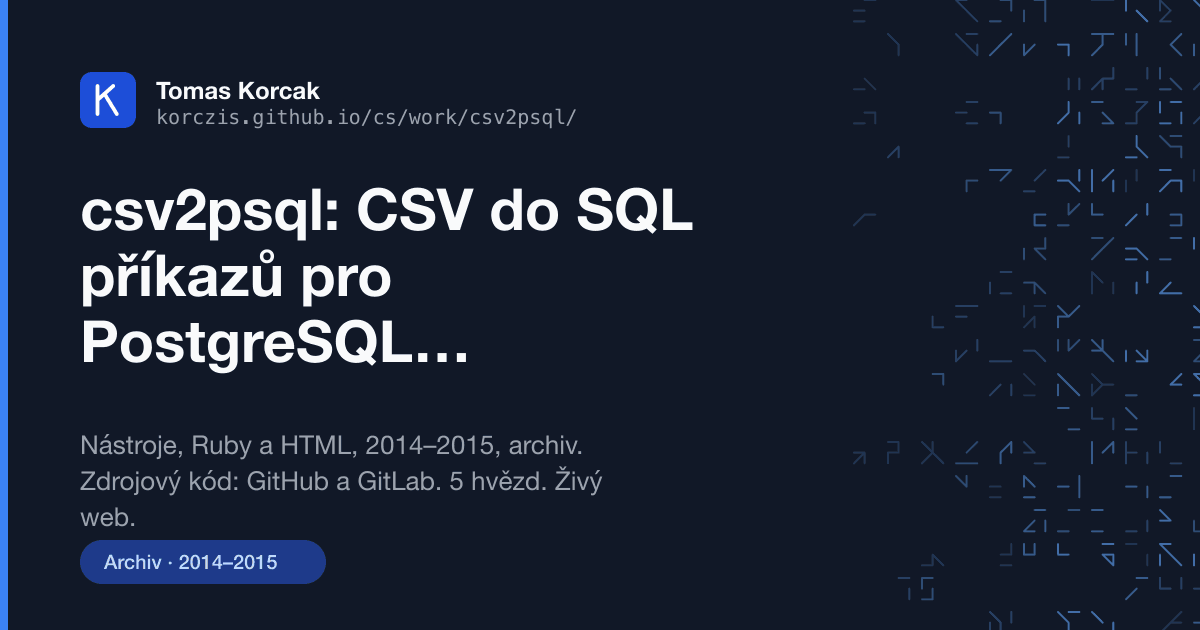 K
Tomas Korcak
korczis.github.io/cs/work/csv2psql/
csv2psql: CSV do SQL
příkazů pro
PostgreSQL…
Nástroje, Ruby a HTML, 2014–2015, archiv.
Zdrojový kód: GitHub a GitLab. 5 hvězd. Živý
web.
Archiv · 2014–2015